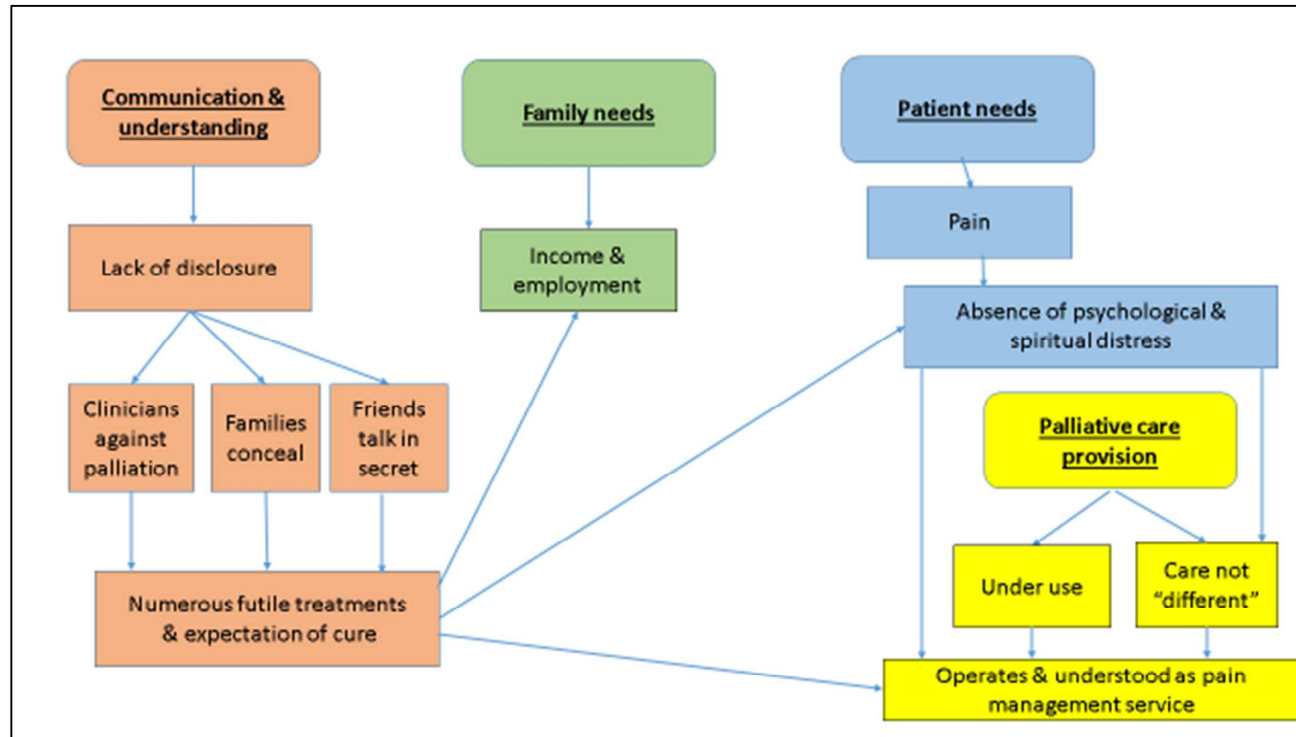 Communication &
understanding
Family needs
Patient needs
Lack of disclosure
Income &
employment
Pain
Absence of psychological &
spiritual distress
Clinicians
against
palliation
Families
conceal
Friends
talk in
secret
Palliative care
provision
Under use
Care not
“different”
Numerous futile treatments
& expectation of cure
Operates & understood as pain
management service